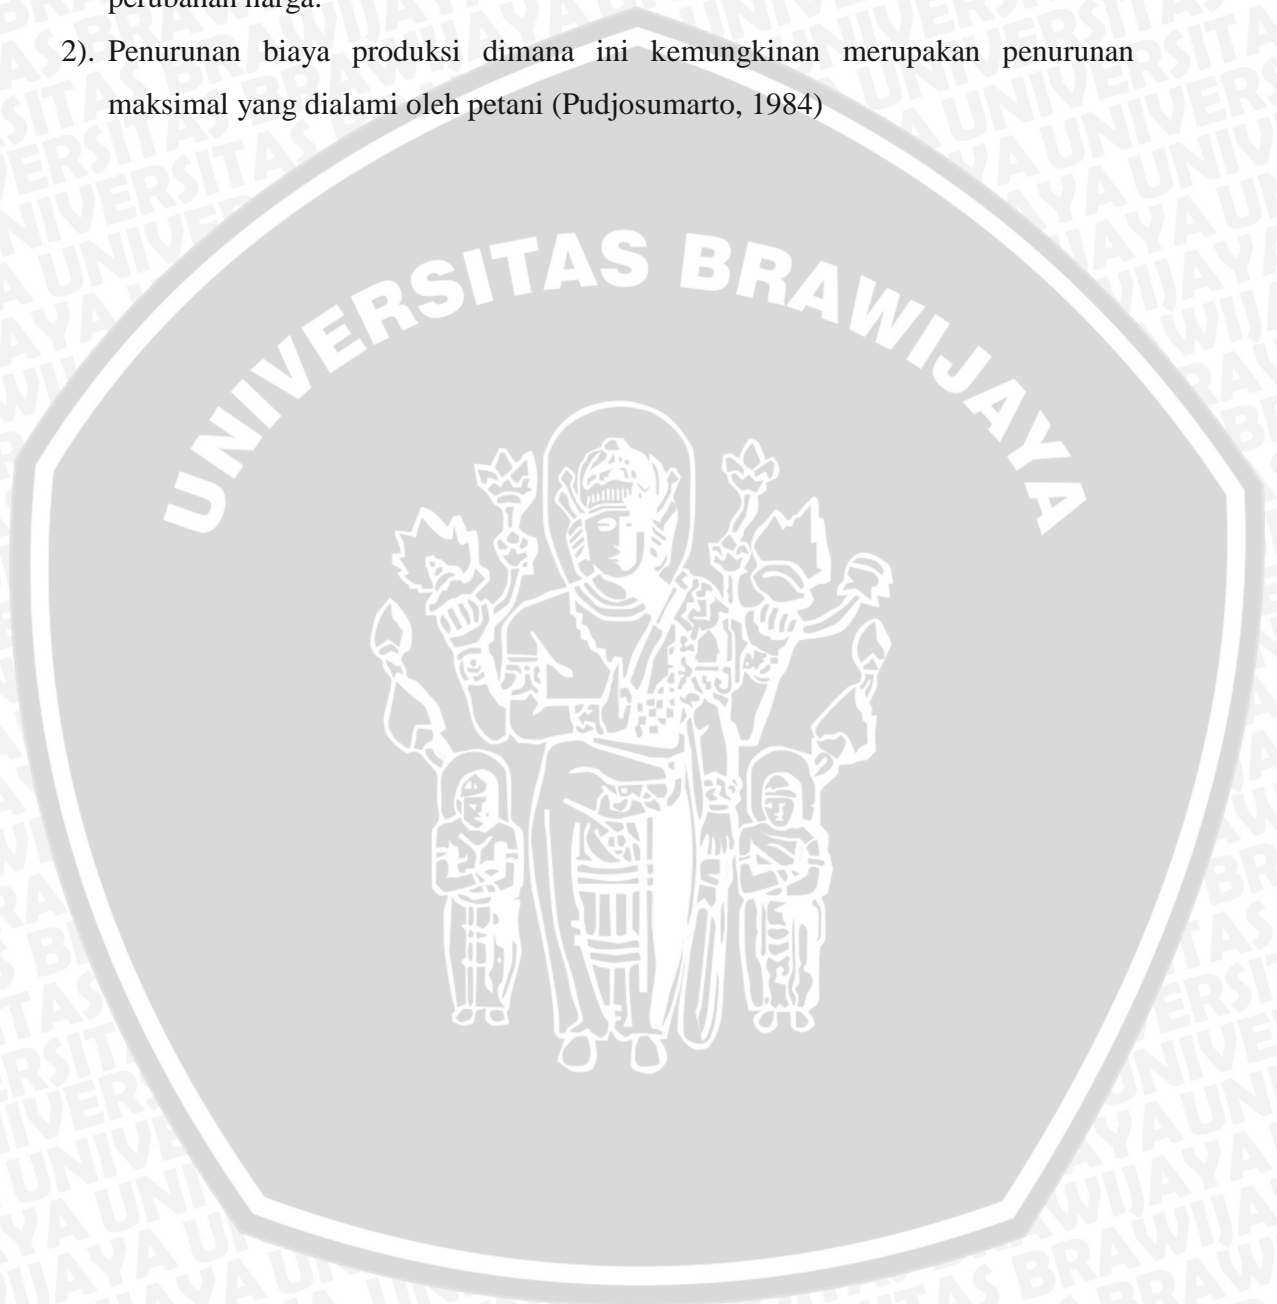 perubahan harga.
2). Penurunan biaya produksi dimana ini kemungkinan merupakan penurunan
maksimal yang dialami oleh petani (Pudjosumarto, 1984)
UNIVERSITAS BRAWIJAYA